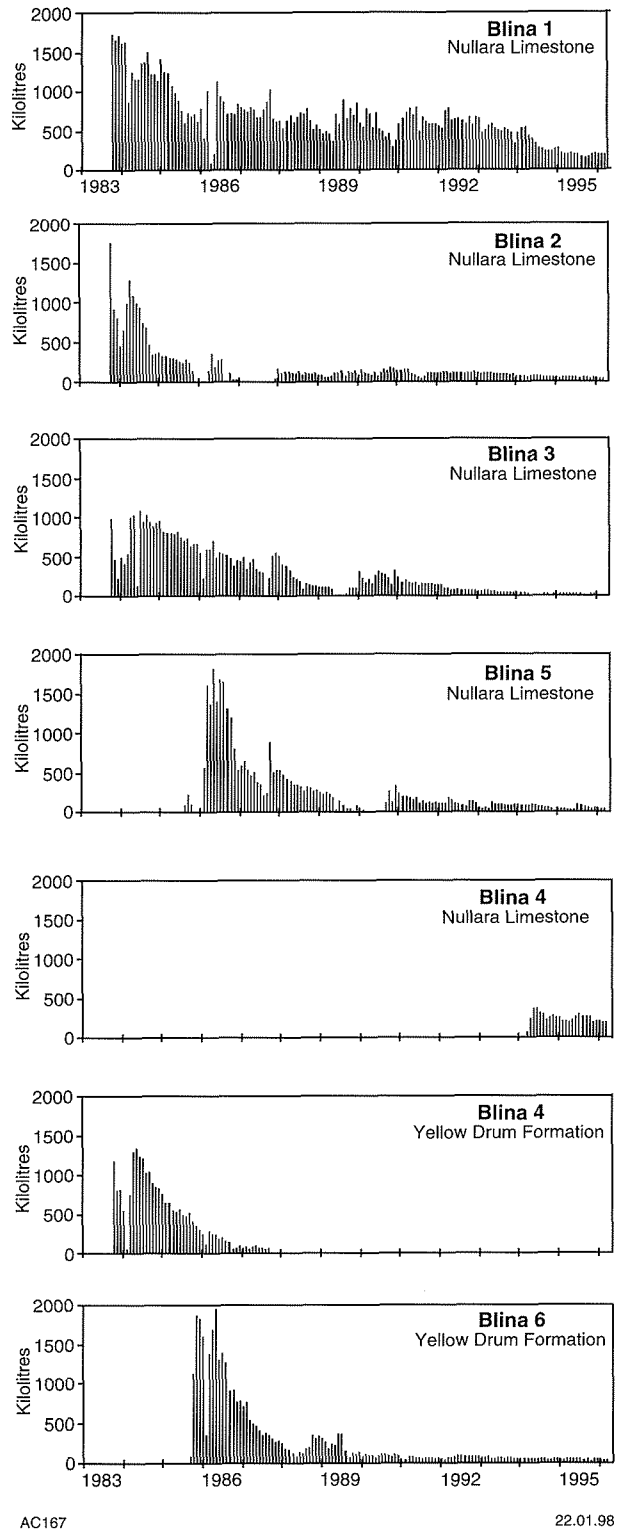 2000
Blina 1
Nullara Limestone
1500
1000
500
0
Kilolitres
1983 1986 1989 1992 1995
2000
Blina 2
Nullara Limestone
1500
1000
500
0
Kilolitres
2000
Blina 3
Nullara Limestone
1500
1000
500
0
Kilolitres
2000
Blina 5
Nullara Limestone
1500
1000
500
0
Kilolitres
2000
Blina 4
Nullara Limestone
1500
1000
500
0
Kilolitres
2000
Blina 4
Yellow Drum Formation
1500
1000
500
0
Kilolitres
2000
Blina 6
Yellow Drum Formation
1500
1000
500
0
Kilolitres
1983 1986 1989 1992 1995
AC167 22.01.98